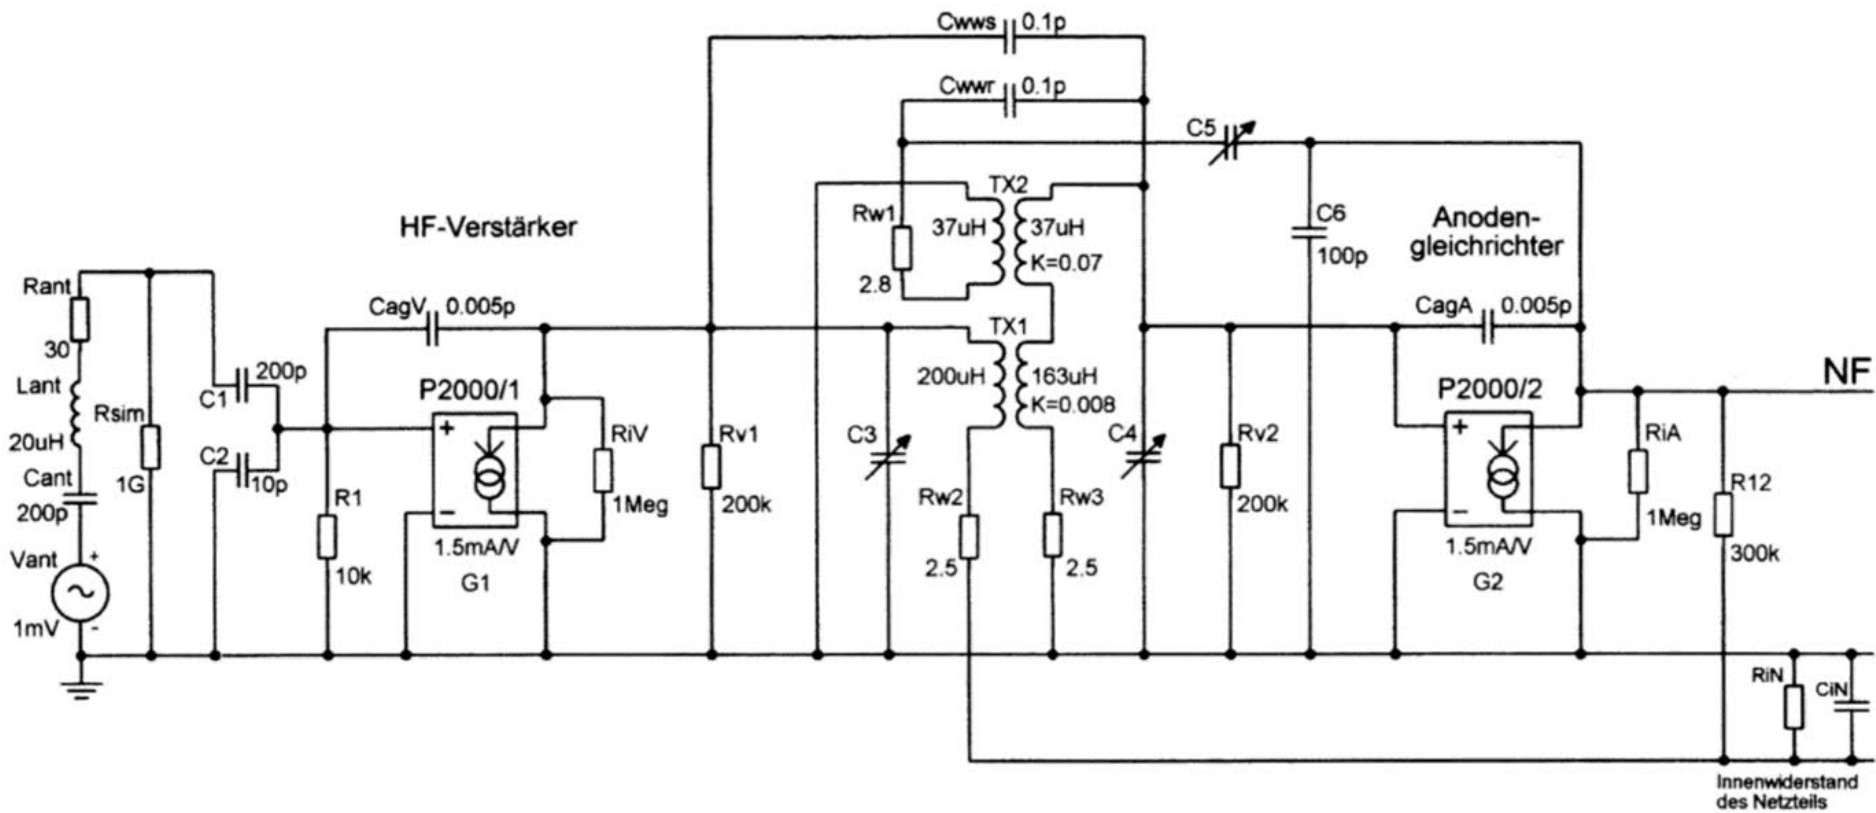 Cwws 0.1p
Cwwr 0.1p
C5
TX2
Rw1
37uH
37uH
K=0.07
2.8
C6
100p
HF-Verstärker
Anoden-
gleichrichter
Rant
30
Lant
20uH
Cant
200p
Vant
+
1mV
-
Rsim
1G
C1
200p
C2
10p
CagV 0.005p
P2000/1
+
-
1.5mA/V
G1
R1
10k
RiV
1Meg
Rv1
200k
C3
TX1
200uH
163uH
K=0.008
Rw2
2.5
Rw3
2.5
C4
Rv2
200k
CagA 0.005p
P2000/2
+
-
1.5mA/V
G2
NF
RiA
1Meg
R12
300k
RiN
CiN
Innenwiderstand
des Netzteils